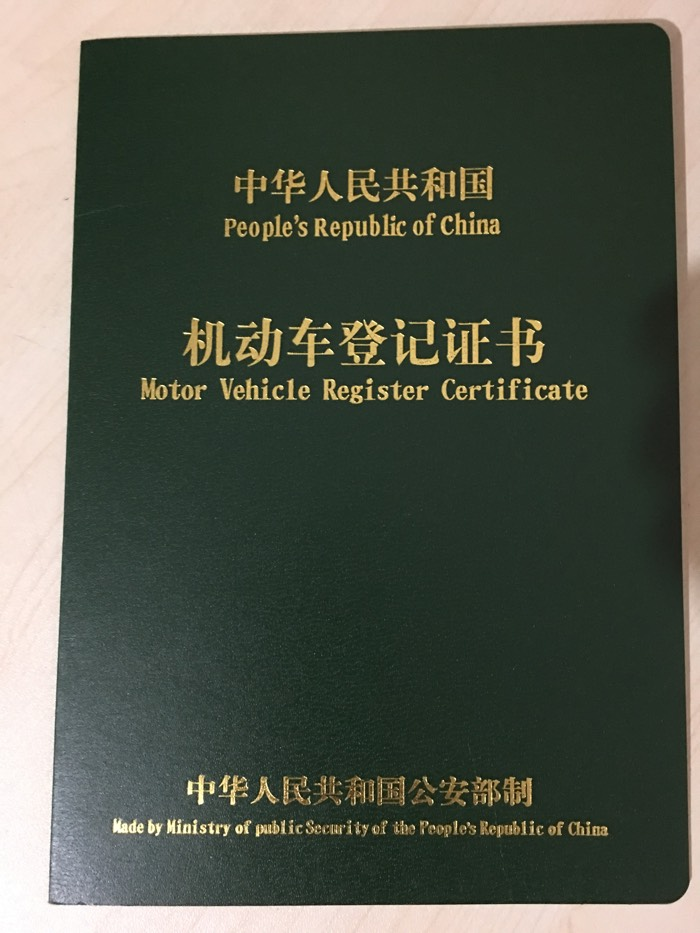 中华人民共和国
People's Republic of China
机动车登记证书
Motor Vehicle Register Certificate
中华人民共和国公安部制
Made by Ministry of public Security of the People's Republic of China